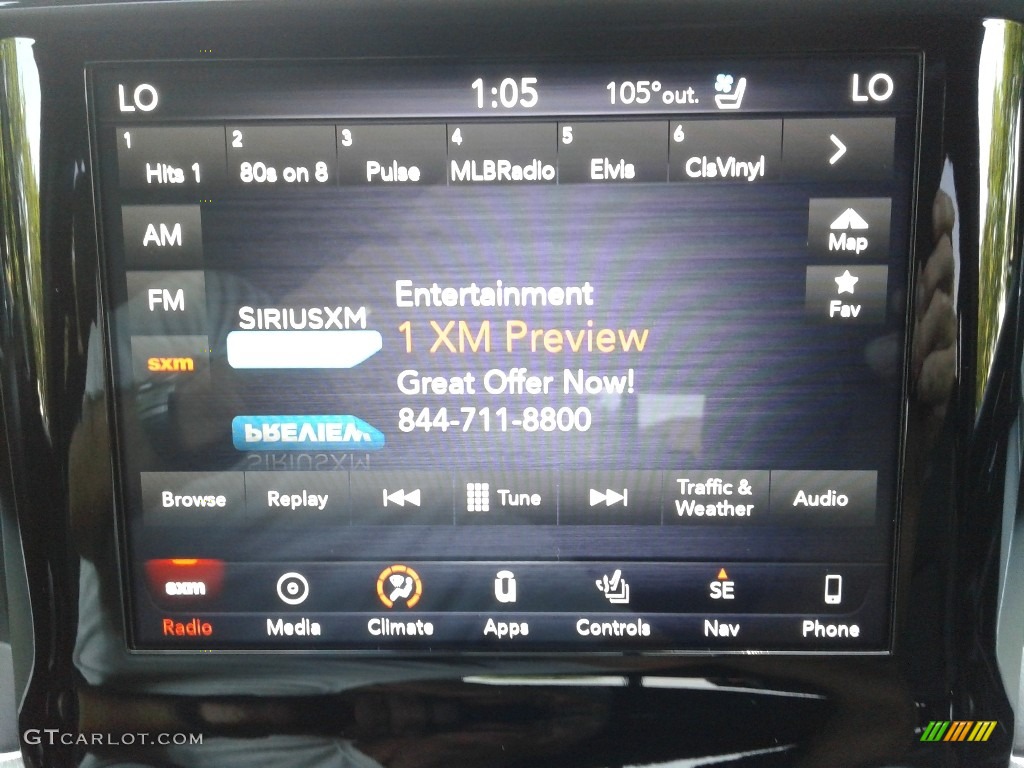 LO 1:05 105°out. LO
1 2 3 4 5 6
Hits 1 80s on 8 Pulse MLBRadio Elvis ClsVinyl
AM
Map
FM
Fav
sxm
SIRIUSXM
Entertainment
1 XM Preview
Great Offer Now!
844-711-8800
PREVIEW
SIRIUSXM
Browse Replay Tune Traffic & Weather Audio
sxm SE
Radio Media Climate Apps Controls Nav Phone
GTCARLOT.COM